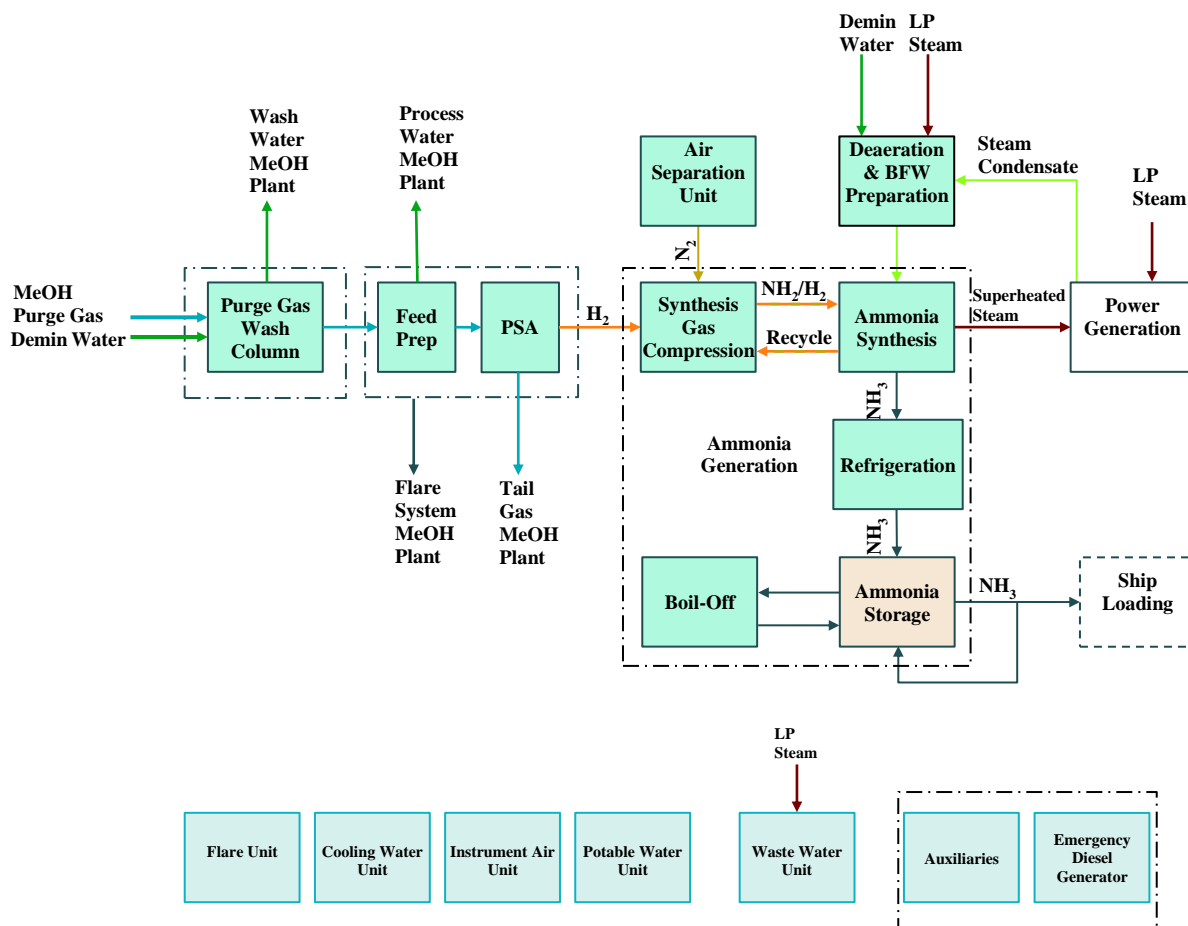 Demin
Water
LP
Steam
Wash
Water
MeOH
Plant
Process
Water
MeOH
Plant
Air
Separation
Unit
Deaeration
& BFW
Preparation
Steam
Condensate
LP
Steam
N₂
MeOH
Purge Gas
Demin Water
Purge Gas
Wash
Column
Feed
Prep
PSA
H₂
Synthesis
Gas
Compression
NH₂/H₂
Recycle
Ammonia
Synthesis
Superheated
Steam
Power
Generation
NH₃
Ammonia
Generation
Refrigeration
Flare
System
MeOH
Plant
Tail
Gas
MeOH
Plant
NH₃
Boil-Off
Ammonia
Storage
NH₃
Ship
Loading
LP
Steam
Flare Unit
Cooling Water
Unit
Instrument Air
Unit
Potable Water
Unit
Waste Water
Unit
Auxiliaries
Emergency
Diesel
Generator